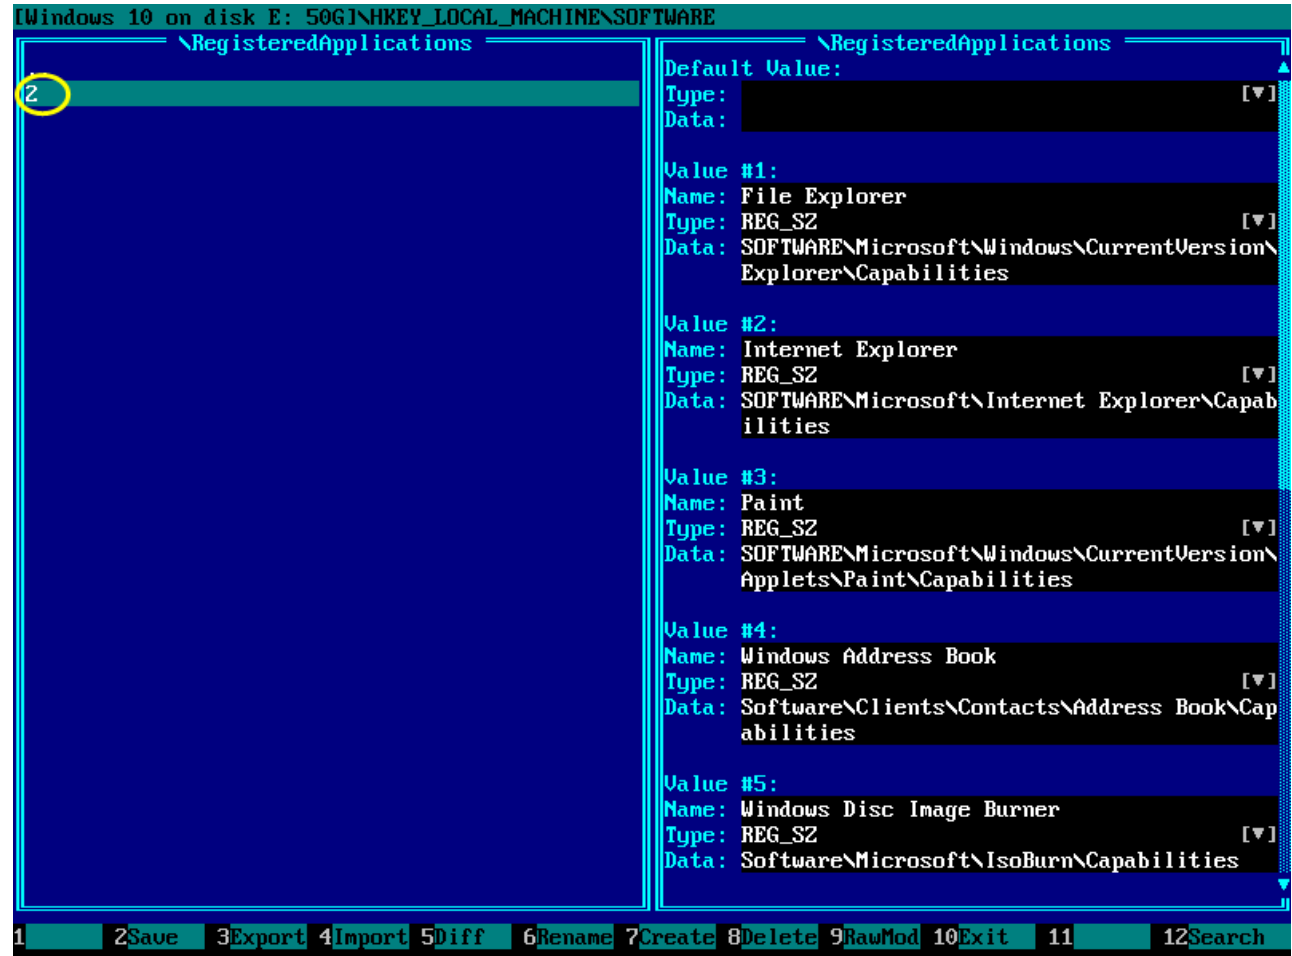 [Windows 10 on disk E: 50G]\HKEY_LOCAL_MACHINE\SOFTWARE
\RegisteredApplications
..
2
\RegisteredApplications
Default Value:
Type: [▼]
Data:
Value #1:
Name: File Explorer
Type: REG_SZ [▼]
Data: SOFTWARE\Microsoft\Windows\CurrentVersion\
Explorer\Capabilities
Value #2:
Name: Internet Explorer
Type: REG_SZ [▼]
Data: SOFTWARE\Microsoft\Internet Explorer\Capab
ilities
Value #3:
Name: Paint
Type: REG_SZ [▼]
Data: SOFTWARE\Microsoft\Windows\CurrentVersion\
Applets\Paint\Capabilities
Value #4:
Name: Windows Address Book
Type: REG_SZ [▼]
Data: Software\Clients\Contacts\Address Book\Cap
abilities
Value #5:
Name: Windows Disc Image Burner
Type: REG_SZ [▼]
Data: Software\Microsoft\IsoBurn\Capabilities
1 2Save 3Export 4Import 5Diff 6Rename 7Create 8Delete 9RawMod 10Exit 11 12Search